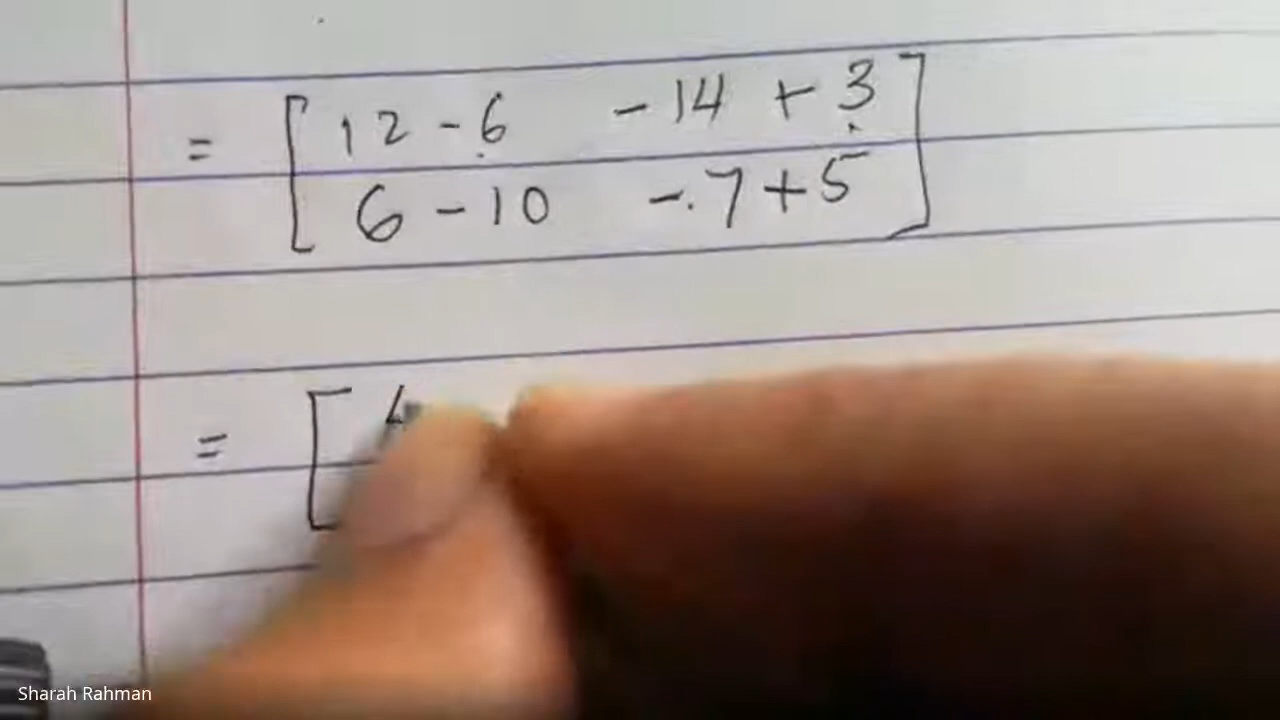 = [ 12 - 6 - 14 + 3 ]
6 - 10 - 7 + 5
= [
Sharah Rahman